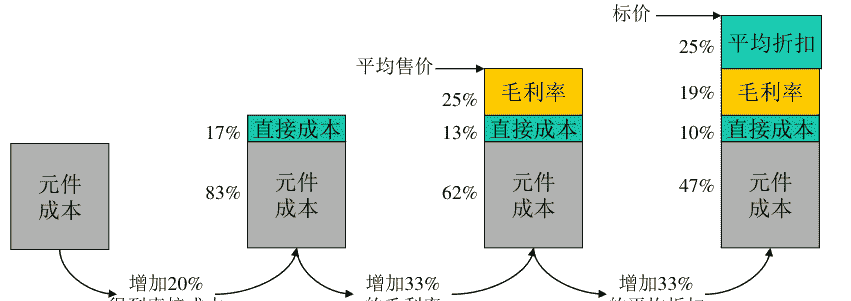 标价
25%
平均折扣
平均售价
25%
毛利率
19%
毛利率
17%
直接成本
13%
直接成本
10%
直接成本
元件
成本
83%
元件
成本
62%
元件
成本
47%
元件
成本
增加20%
增加33%
增加33%